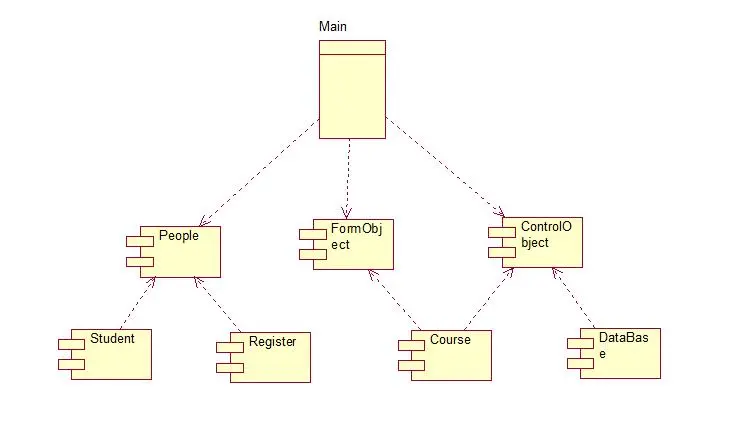 Main
People
FormObj
ect
ControlO
bject
Student
Register
Course
DataBas
e